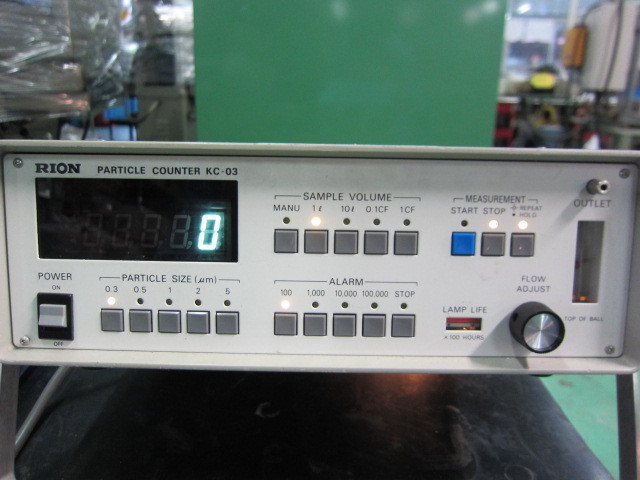 RION PARTICLE COUNTER KC-03
0
SAMPLE VOLUME
MANU 1ℓ 10ℓ 0.1CF 1CF
MEASUREMENT
START STOP REPEAT
HOLD
OUTLET
POWER
ON
OFF
PARTICLE SIZE (μm)
0.3 0.5 1 2 5
ALARM
100 1,000 10,000 100,000 STOP
LAMP LIFE
×100 HOURS
FLOW
ADJUST
TOP OF BALL